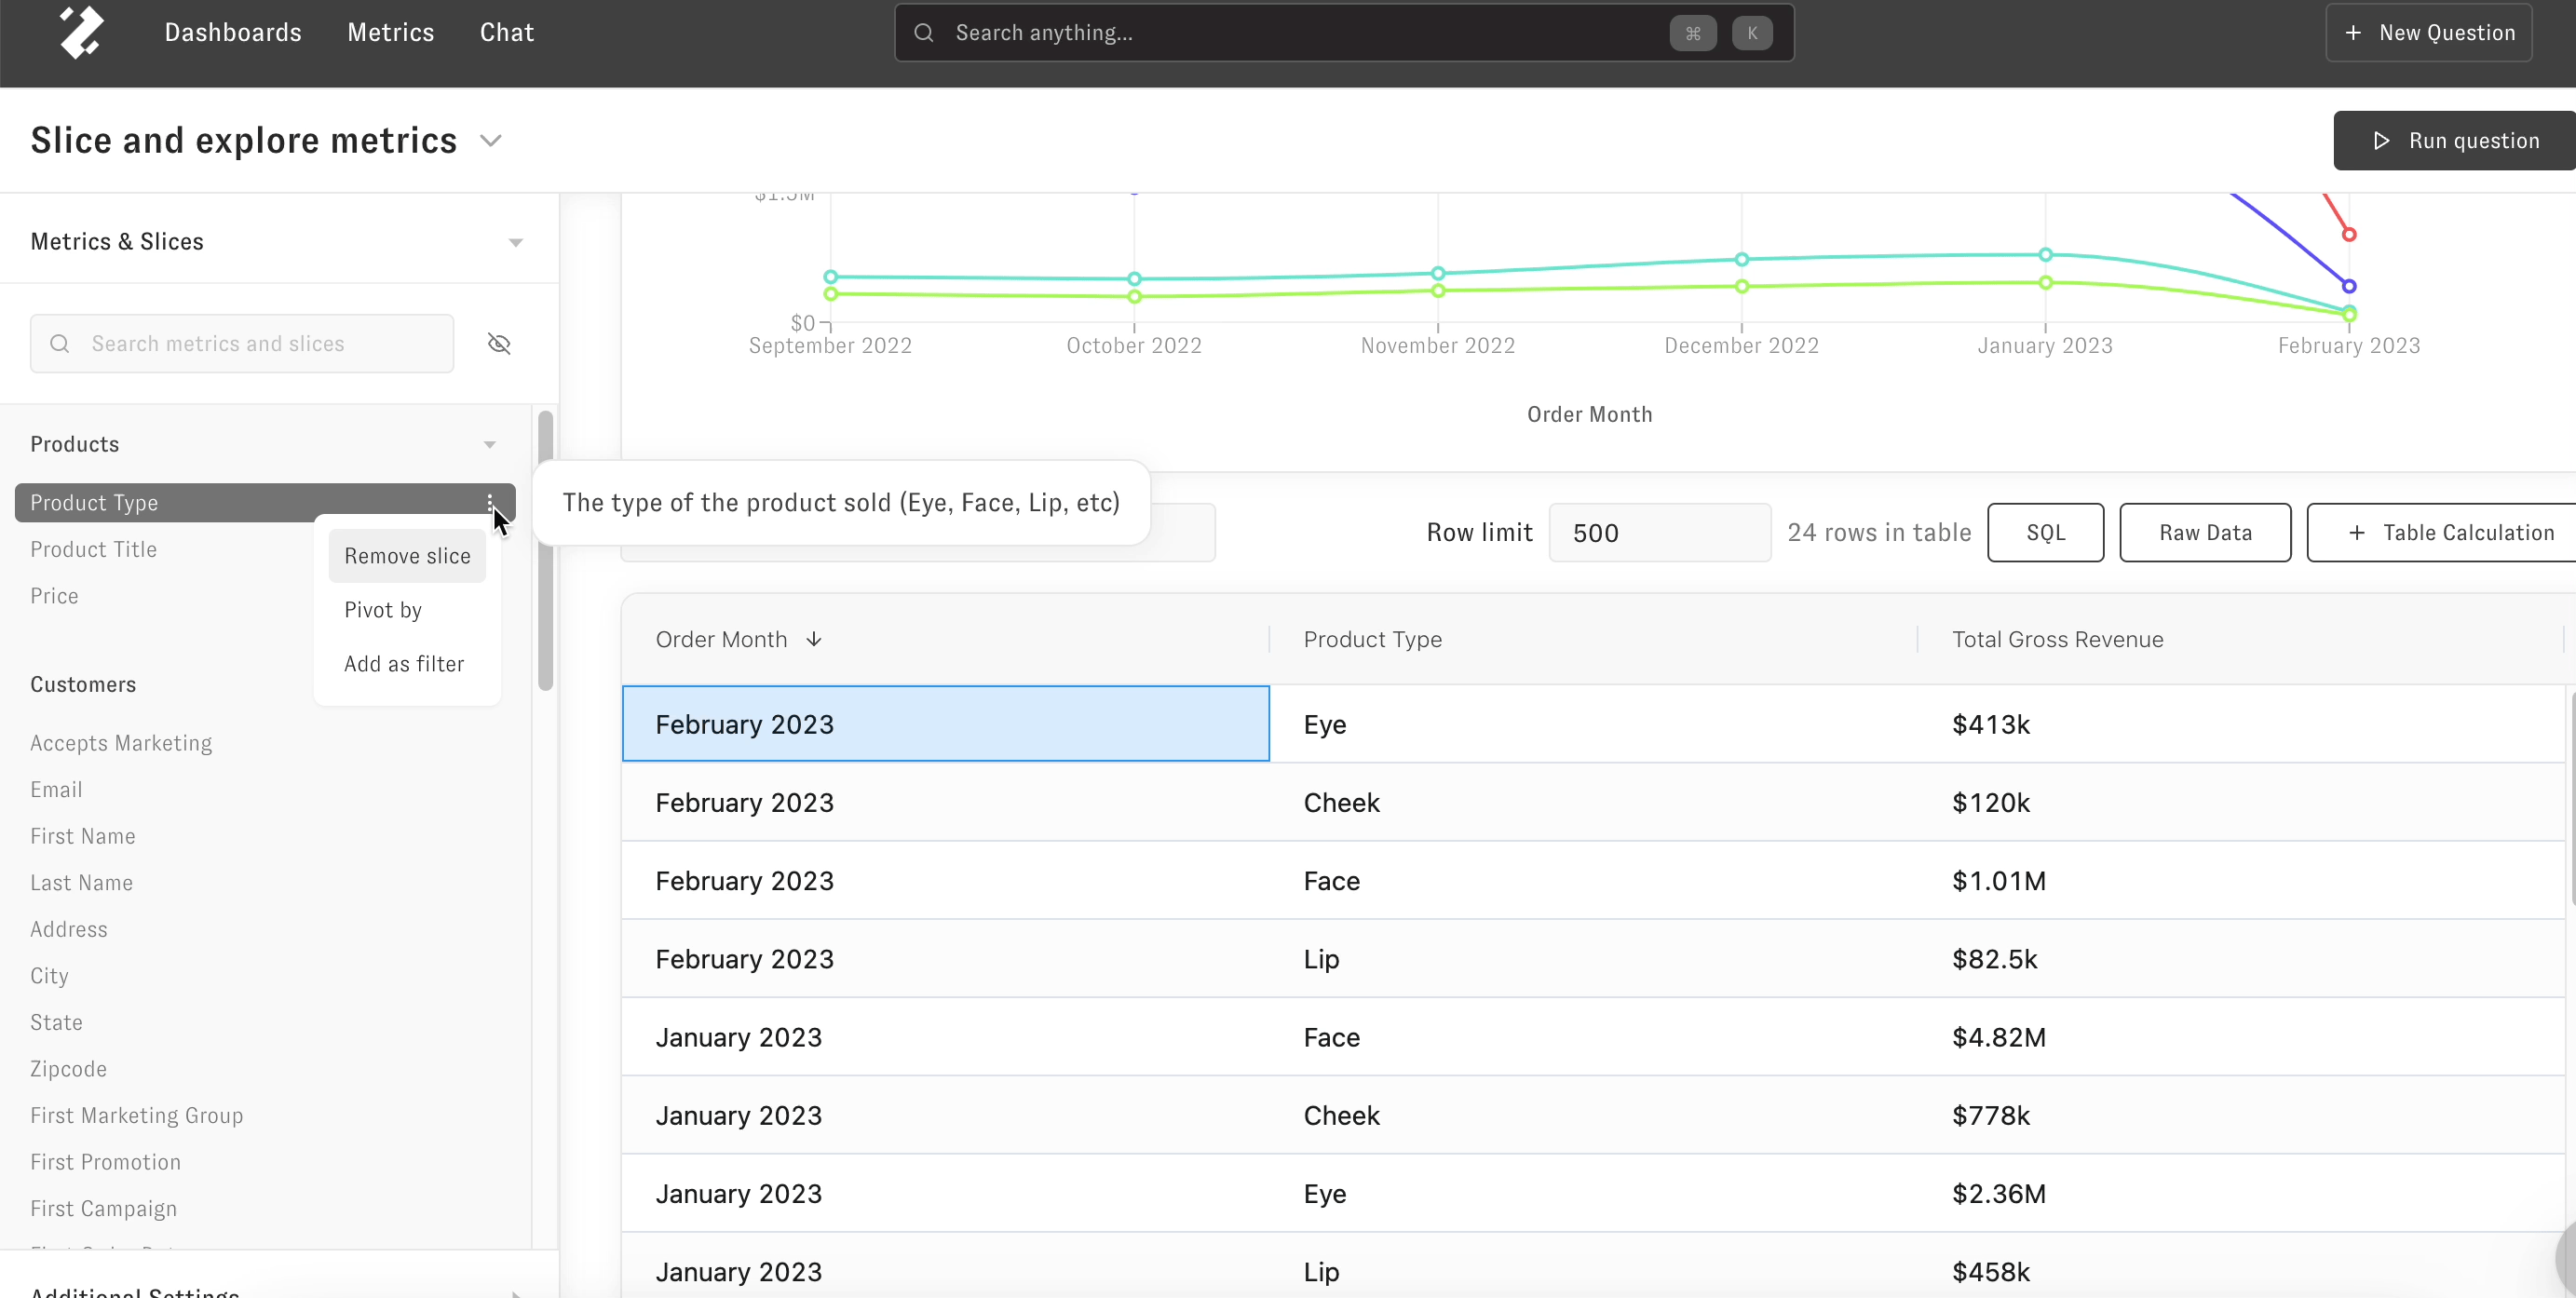 Dashboards Metrics Chat
Search anything...
⌘ K
+ New Question
Slice and explore metrics
Run question
Metrics & Slices
Search metrics and slices
Products
Product Type
Product Title
Price
Remove slice
Pivot by
Add as filter
The type of the product sold (Eye, Face, Lip, etc)
Customers
Accepts Marketing
Email
First Name
Last Name
Address
City
State
Zipcode
First Marketing Group
First Promotion
First Campaign
Additional Settings
$0
September 2022 October 2022 November 2022 December 2022 January 2023 February 2023
Order Month
Row limit 500 24 rows in table SQL Raw Data + Table Calculation
Order Month Product Type Total Gross Revenue
February 2023 Eye $413k
February 2023 Cheek $120k
February 2023 Face $1.01M
February 2023 Lip $82.5k
January 2023 Face $4.82M
January 2023 Cheek $778k
January 2023 Eye $2.36M
January 2023 Lip $458k